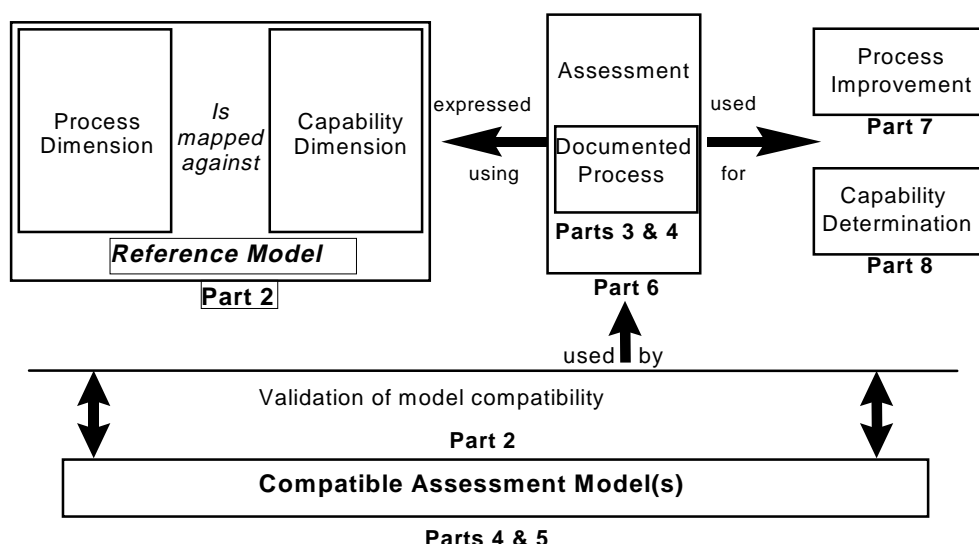 Process
Dimension
Is
mapped
against
Capability
Dimension
Reference Model
Part 2
expressed
using
Assessment
Documented
Process
Parts 3 & 4
Part 6
used
for
Process
Improvement
Part 7
Capability
Determination
Part 8
used by
Validation of model compatibility
Part 2
Compatible Assessment Model(s)
Parts 4 & 5